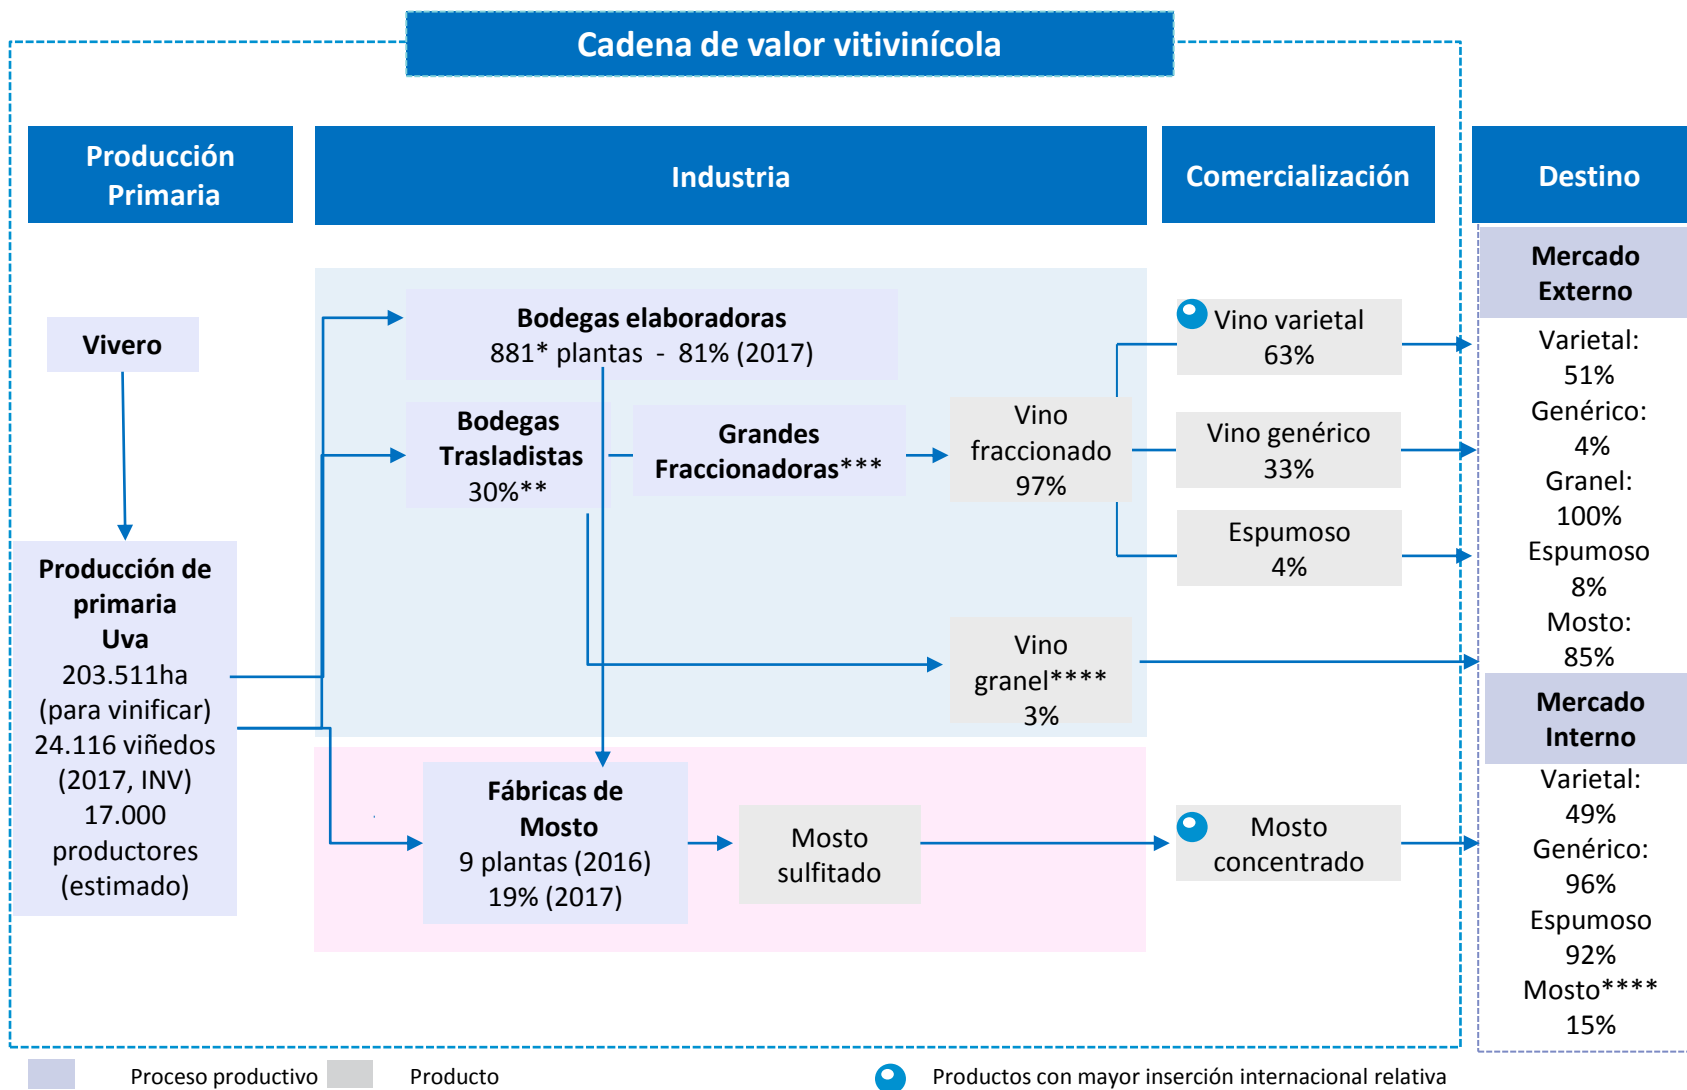 Cadena de valor vitivinícola
Producción
Primaria
Industria
Comercialización
Destino
Vivero
Producción de
primaria
Uva
203.511ha
(para vinificar)
24.116 viñedos
(2017, INV)
17.000
productores
(estimado)
Bodegas elaboradoras
881* plantas - 81% (2017)
Bodegas
Trasladistas
30%**
Grandes
Fraccionadoras***
Vino
fraccionado
97%
Vino
granel****
3%
Fábricas de
Mosto
9 plantas (2016)
19% (2017)
Mosto
sulfitado
Vino varietal
63%
Vino genérico
33%
Espumoso
4%
Mosto
concentrado
Mercado
Externo
Varietal:
51%
Genérico:
4%
Granel:
100%
Espumoso
8%
Mosto:
85%
Mercado
Interno
Varietal:
49%
Genérico:
96%
Espumoso
92%
Mosto****
15%
Proceso productivo
Producto
Productos con mayor inserción internacional relativa